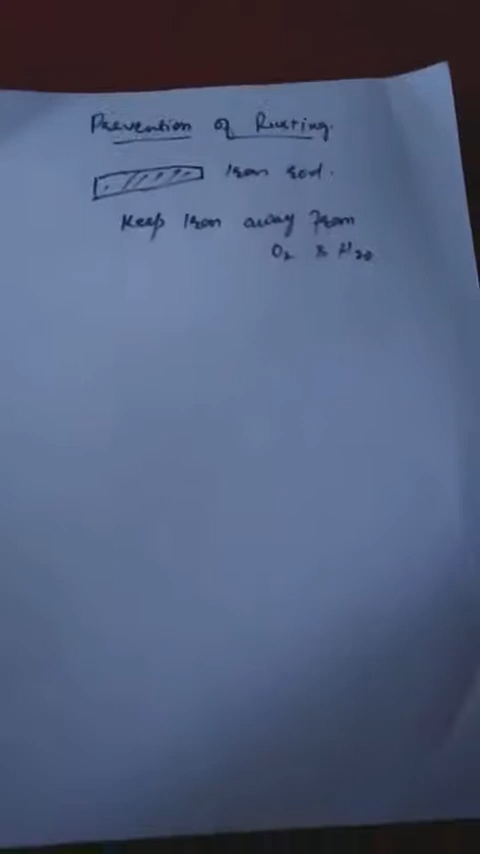 Prevention of Rusting.
Iron rod.
Keep Iron away from
O₂ & H₂O